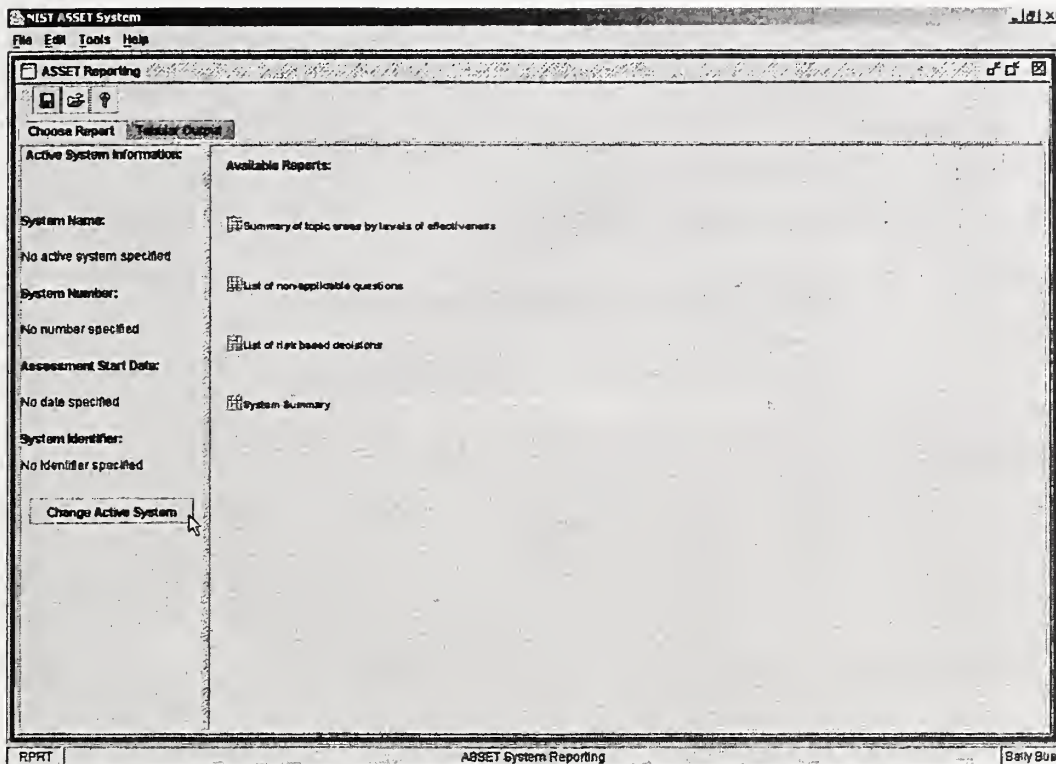 NIST ASSET System
File Edit Tools Help
ASSET Reporting
Choose Report Tabular Output
Active System Information:
System Name:
No active system specified
System Number:
No number specified
Assessment Start Date:
No date specified
System Identifier:
No Identifier specified
Change Active System
Available Reports:
Summary of topic areas by levels of effectiveness
List of non-applicable questions
List of risk based decisions
System Summary
RPRT
ASSET System Reporting